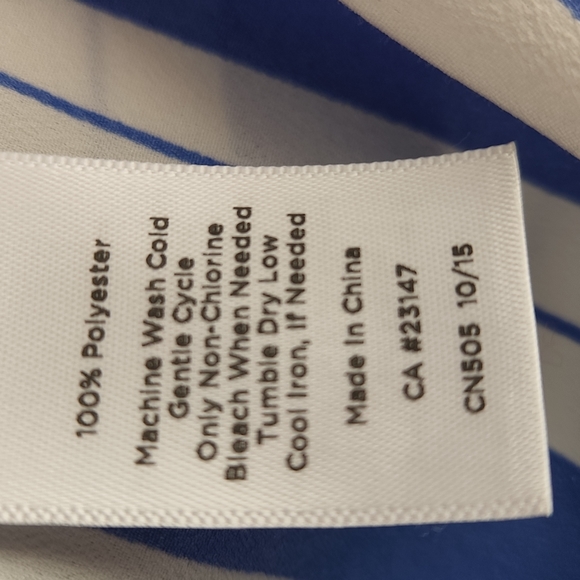 100% Polyester
Machine Wash Cold
Gentle Cycle
Only Non-Chlorine
Bleach When Needed
Tumble Dry Low
Cool Iron, If Needed
Made In China
CA #23147
CN505 10/15